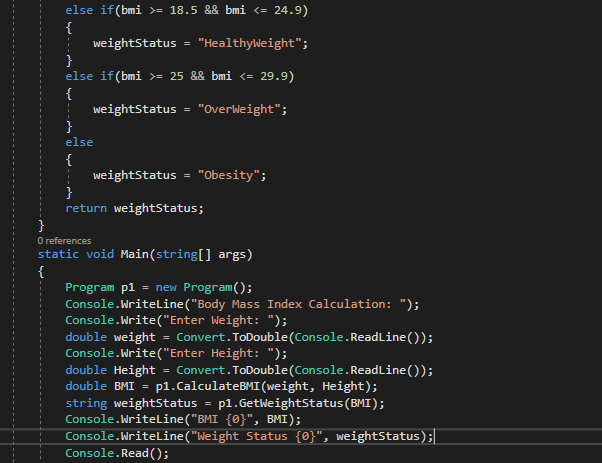 else if(bmi >= 18.5 && bmi <= 24.9)
{
weightStatus = "HealthyWeight";
}
else if(bmi >= 25 && bmi <= 29.9)
{
weightStatus = "OverWeight";
}
else
{
weightStatus = "Obesity";
}
return weightStatus;
}
0 references
static void Main(string[] args)
{
Program p1 = new Program();
Console.WriteLine("Body Mass Index Calculation: ");
Console.Write("Enter Weight: ");
double weight = Convert.ToDouble(Console.ReadLine());
Console.Write("Enter Height: ");
double Height = Convert.ToDouble(Console.ReadLine());
double BMI = p1.CalculateBMI(weight, Height);
string weightStatus = p1.GetWeightStatus(BMI);
Console.WriteLine("BMI {0}", BMI);
Console.WriteLine("Weight Status {0}", weightStatus);
Console.Read();